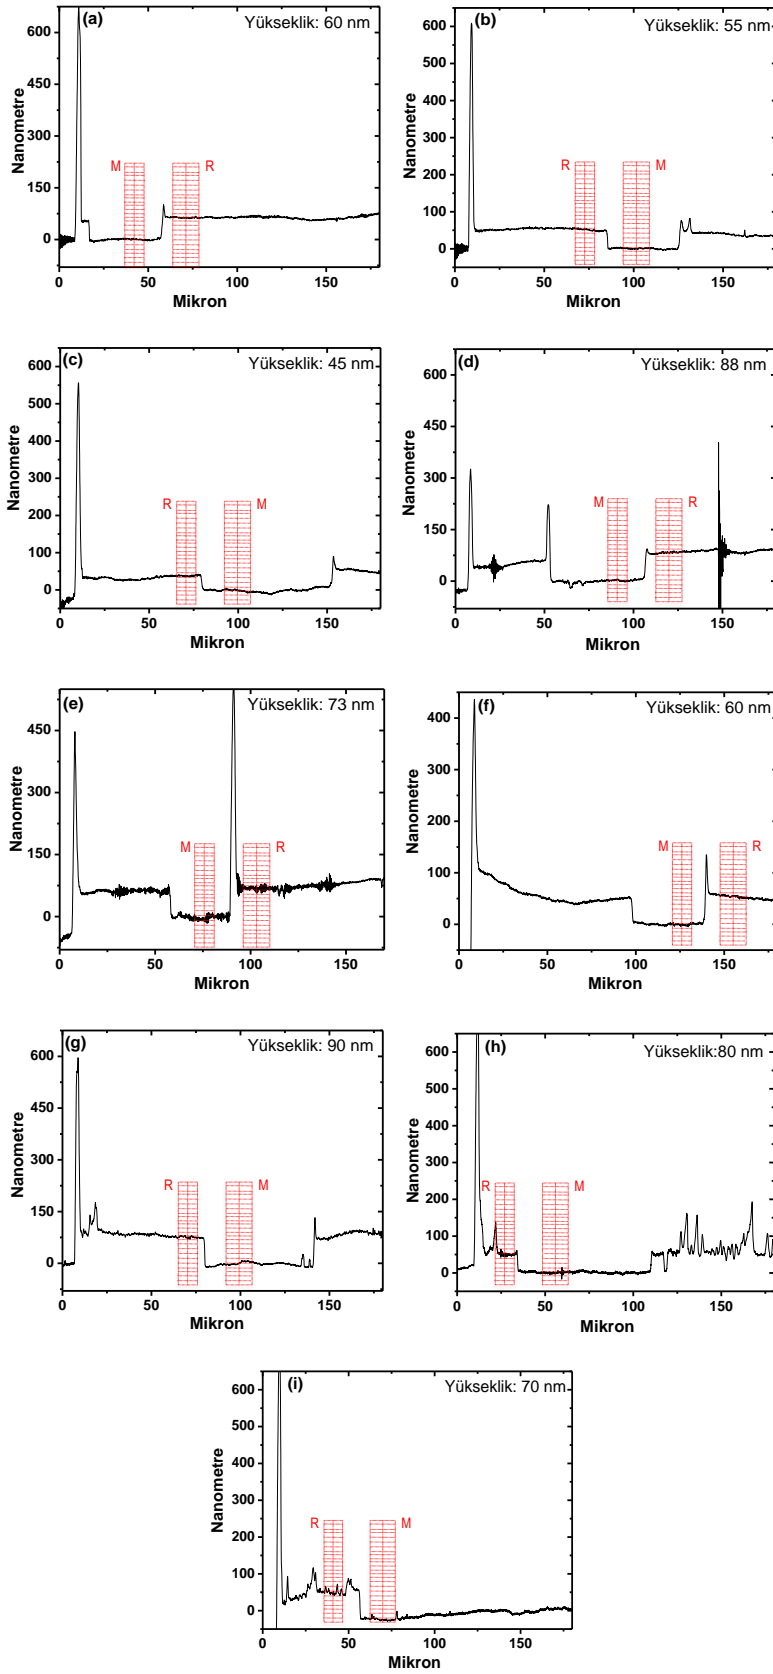 (a)
Yükseklik: 60 nm
600
450
300
150
0
Nanometre
M
R
0
50
100
150
Mikron
(b)
Yükseklik: 55 nm
600
500
400
300
200
100
0
Nanometre
R
M
0
50
100
150
Mikron
(c)
Yükseklik: 45 nm
600
500
400
300
200
100
0
Nanometre
R
M
0
50
100
150
Mikron
(d)
Yükseklik: 88 nm
600
450
300
150
0
Nanometre
M
R
0
50
100
150
Mikron
(e)
Yükseklik: 73 nm
450
300
150
0
Nanometre
M
R
0
50
100
150
Mikron
(f)
Yükseklik: 60 nm
400
300
200
100
0
Nanometre
M
R
0
50
100
150
Mikron
(g)
Yükseklik: 90 nm
600
450
300
150
0
Nanometre
R
M
0
50
100
150
Mikron
(h)
Yükseklik:80 nm
600
500
400
300
200
100
0
Nanometre
R
M
0
50
100
150
Mikron
(i)
Yükseklik: 70 nm
600
500
400
300
200
100
0
Nanometre
R
M
0
50
100
150
Mikron